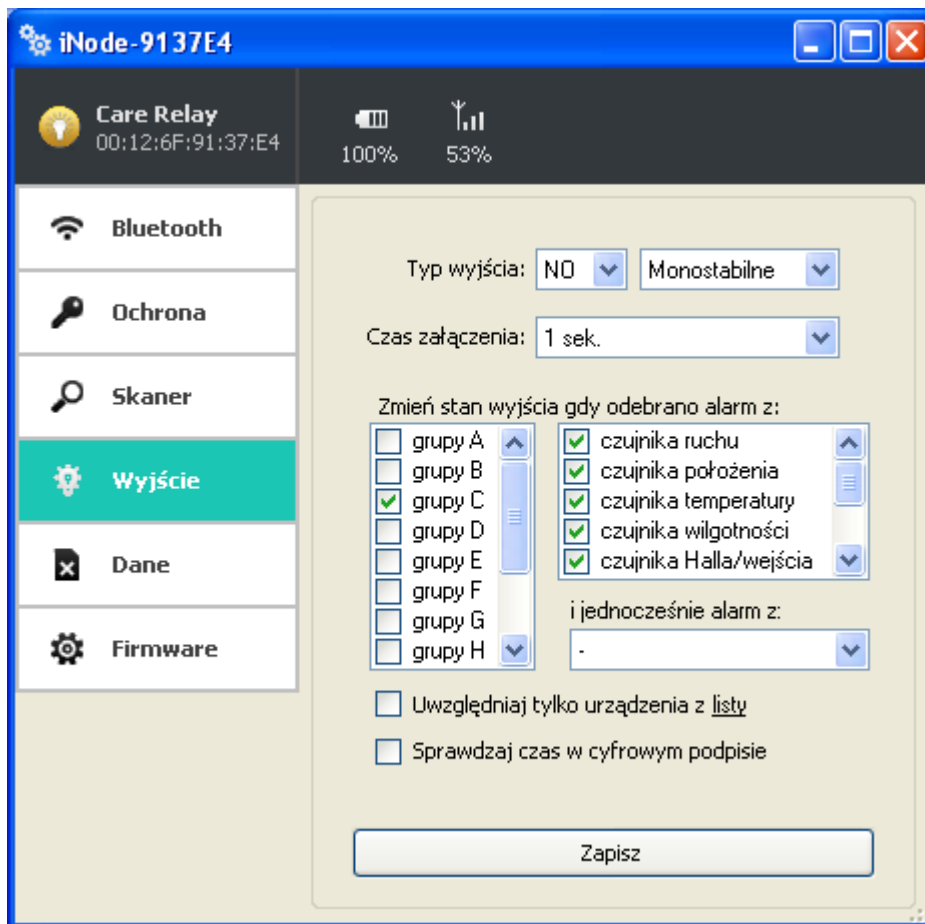 iNode-9137E4
Care Relay
00:12:6F:91:37:E4
100%
53%
Bluetooth
Ochrona
Skaner
Wyjście
Dane
Firmware
Typ wyjścia: NO Monostabilne
Czas załączenia: 1 sek.
Zmień stan wyjścia gdy odebrano alarm z:
grupy A
grupy B
grupy C
grupy D
grupy E
grupy F
grupy G
grupy H
czujnika ruchu
czujnika położenia
czujnika temperatury
czujnika wilgotności
czujnika Halla/wejścia
i jednocześnie alarm z:
-
Uwzględniaj tylko urządzenia z listy
Sprawdzaj czas w cyfrowym podpisie
Zapisz